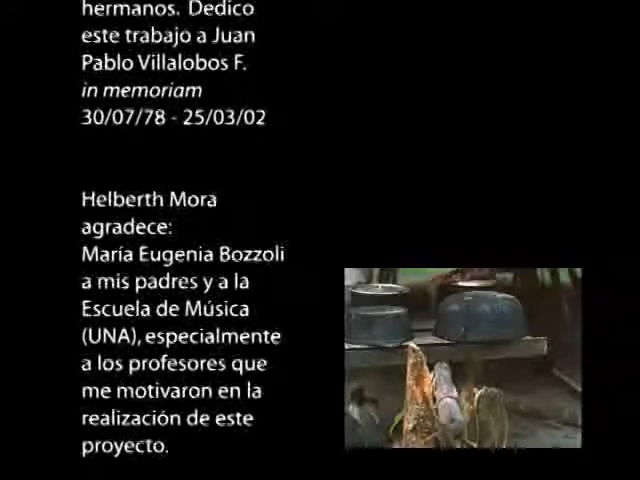 hermanos. Dedico
este trabajo a Juan
Pablo Villalobos F.
in memoriam
30/07/78 - 25/03/02
Helberth Mora
agradece:
María Eugenia Bozzoli
a mis padres y a la
Escuela de Música
(UNA), especialmente
a los profesores que
me motivaron en la
realización de este
proyecto.